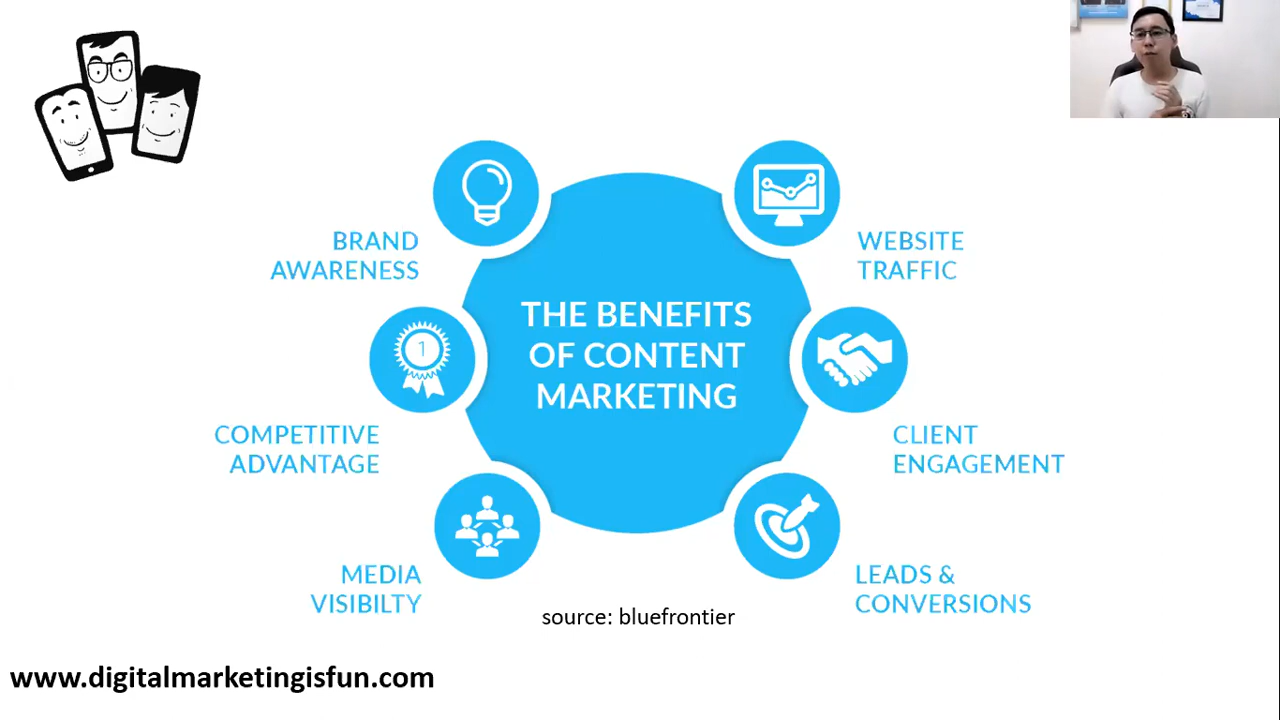 BRAND
AWARENESS
WEBSITE
TRAFFIC
THE BENEFITS
OF CONTENT
MARKETING
1
COMPETITIVE
ADVANTAGE
CLIENT
ENGAGEMENT
MEDIA
VISIBILTY
LEADS &
CONVERSIONS
source: bluefrontier
www.digitalmarketingisfun.com